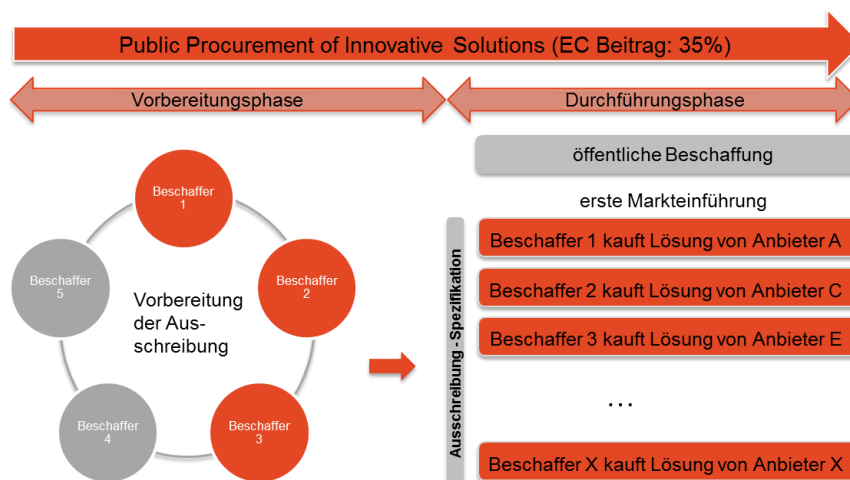 Public Procurement of Innovative Solutions (EC Beitrag: 35%)
Vorbereitungsphase
Durchführungsphase
Beschaffer
1
Beschaffer
2
Beschaffer
3
Beschaffer
4
Beschaffer
5
Vorbereitung
der Aus-
schreibung
öffentliche Beschaffung
erste Markteinführung
Ausschreibung - Spezifikation
Beschaffer 1 kauft Lösung von Anbieter A
Beschaffer 2 kauft Lösung von Anbieter C
Beschaffer 3 kauft Lösung von Anbieter E
...
Beschaffer X kauft Lösung von Anbieter X